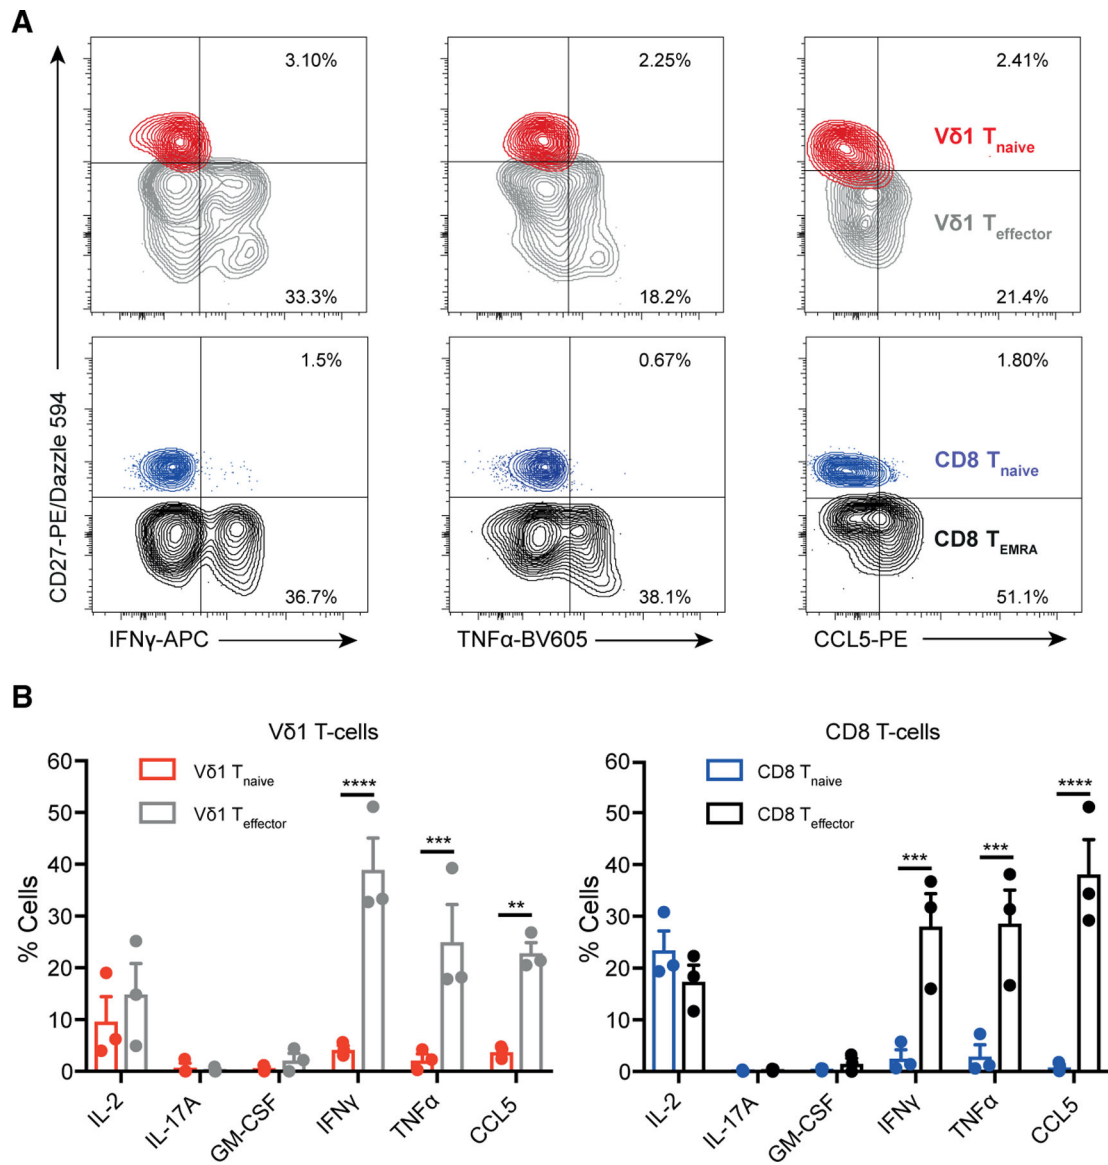 A
3.10%
2.25%
2.41%
Vδ1 Tnaive
Vδ1 Teffector
33.3%
18.2%
21.4%
CD27-PE/Dazzle 594
1.5%
0.67%
1.80%
CD8 Tnaive
CD8 TEMRA
36.7%
38.1%
51.1%
IFNγ-APC
TNFα-BV605
CCL5-PE
B
Vδ1 T-cells
Vδ1 Tnaive
Vδ1 Teffector
****
***
**
% Cells
60
50
40
30
20
10
0
IL-2
IL-17A
GM-CSF
IFNγ
TNFα
CCL5
CD8 T-cells
CD8 Tnaive
CD8 Teffector
***
***
****
% Cells
60
50
40
30
20
10
0
IL-2
IL-17A
GM-CSF
IFNγ
TNFα
CCL5